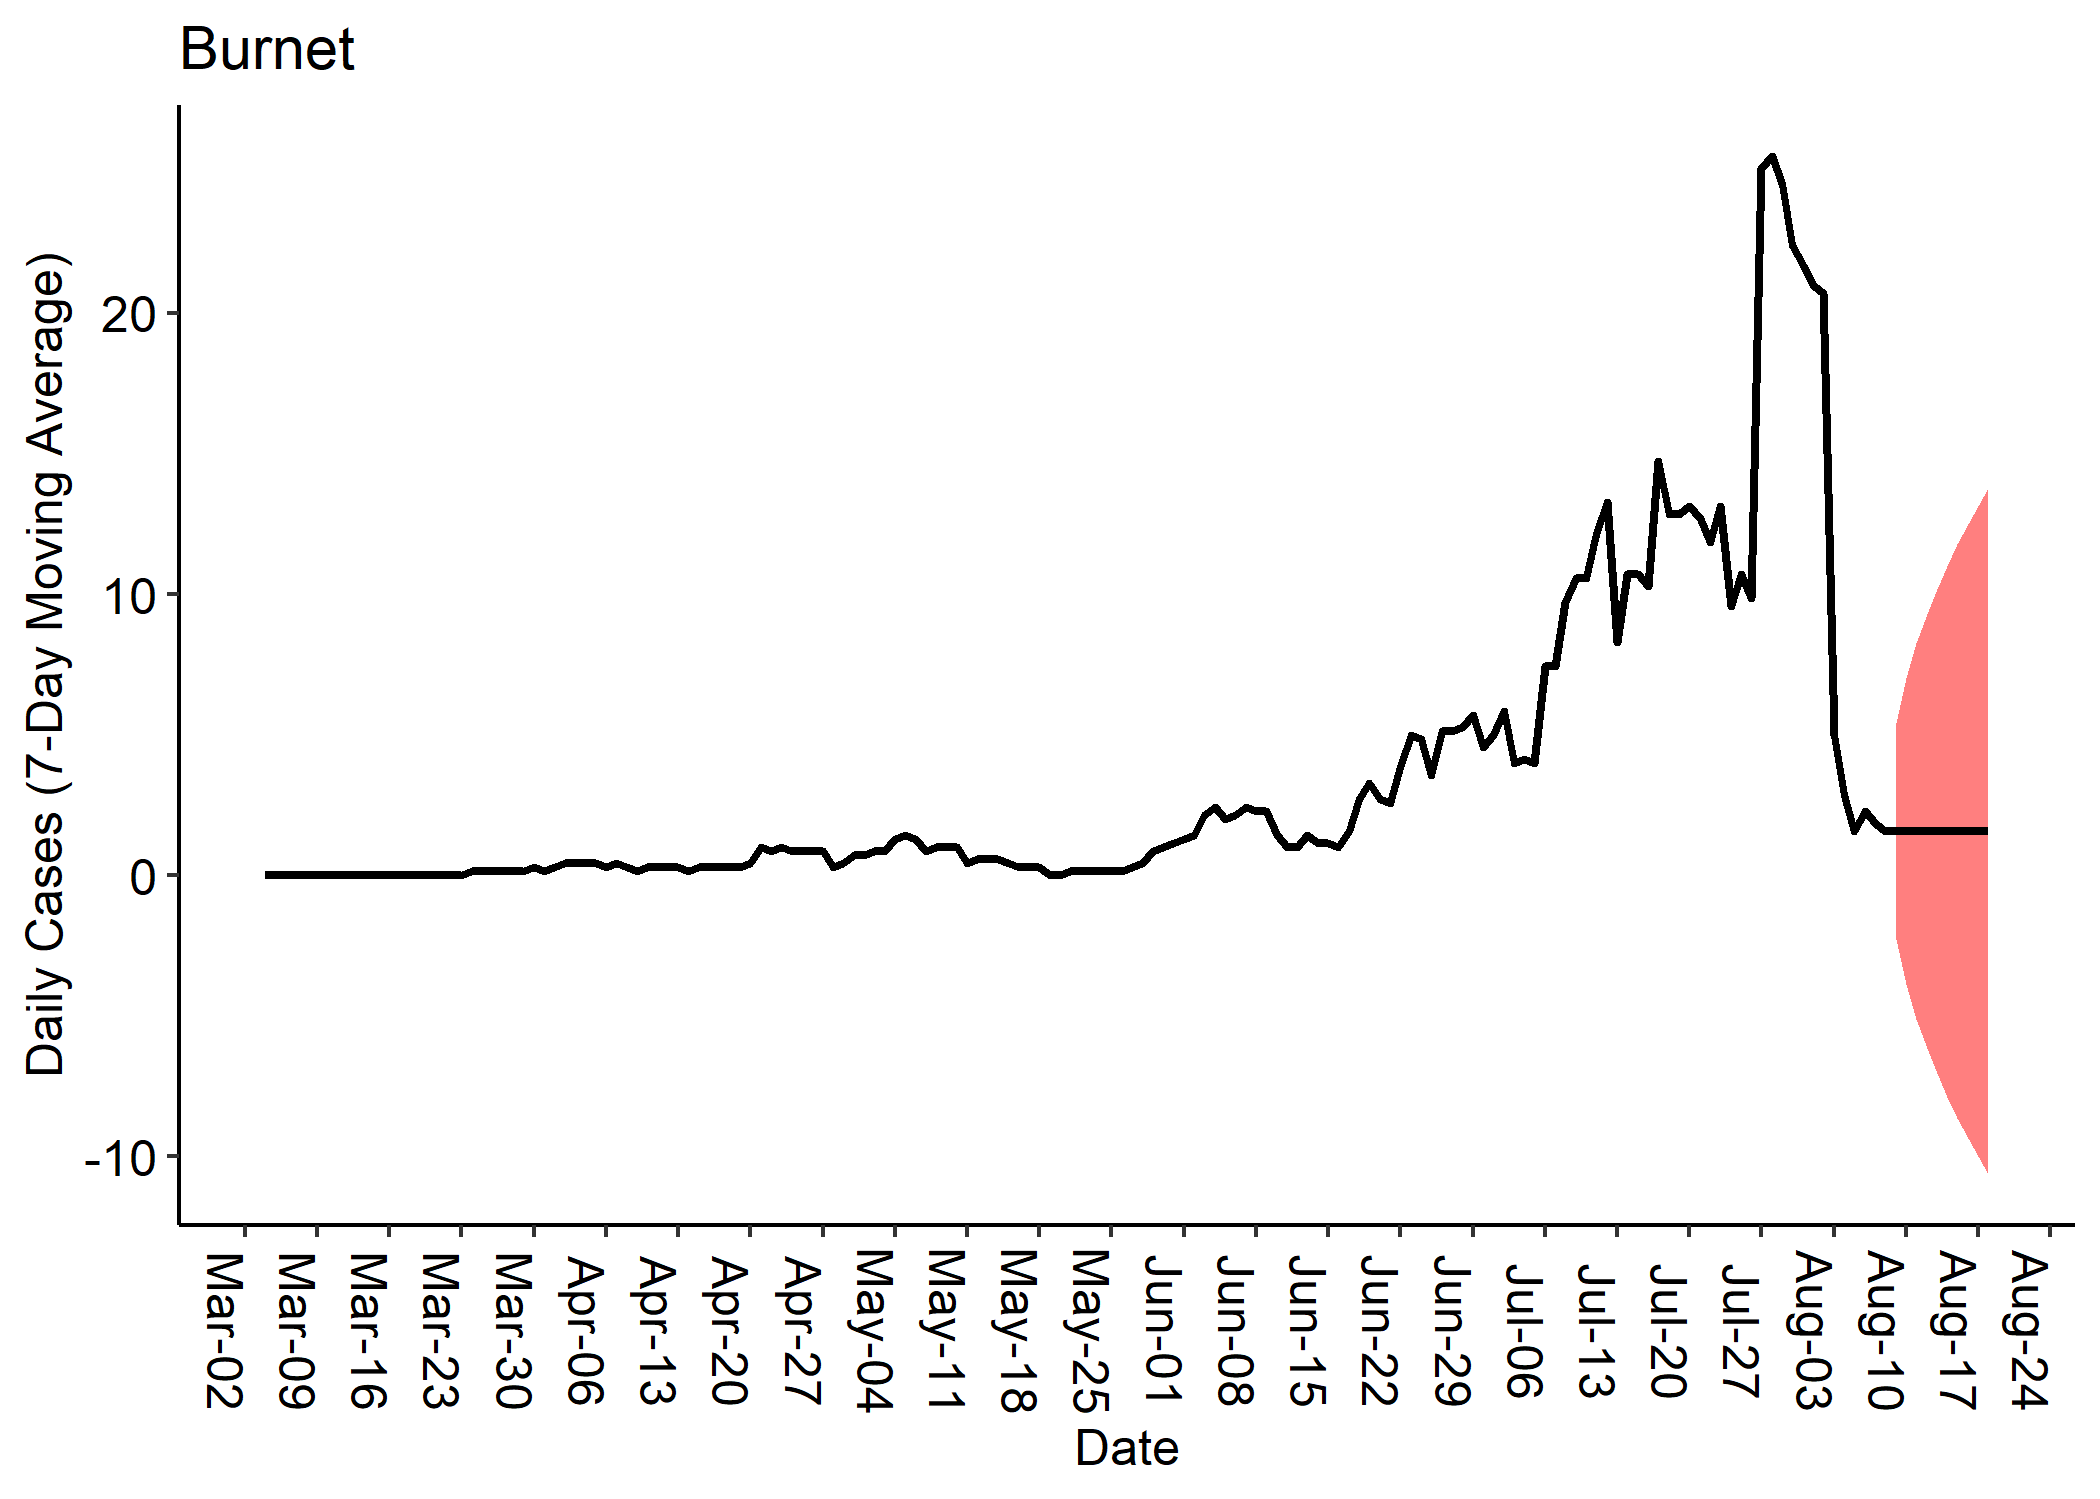 Burnet
Daily Cases (7-Day Moving Average)
20
10
0
-10
Mar-02
Mar-09
Mar-16
Mar-23
Mar-30
Apr-06
Apr-13
Apr-20
Apr-27
May-04
May-11
May-18
May-25
Jun-01
Jun-08
Jun-15
Jun-22
Jun-29
Jul-06
Jul-13
Jul-20
Jul-27
Aug-03
Aug-10
Aug-17
Aug-24
Date